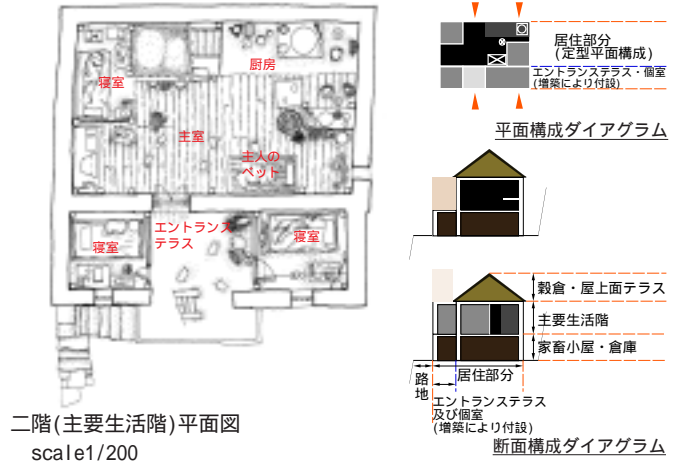 厨房
寝室
主室
主人の
ベット
エントランス
テラス
寝室
寝室
二階(主要生活階)平面図
scale1/200
居住部分
(定型平面構成)
エントランステラス・個室
(増築により付設)
平面構成ダイアグラム
穀倉・屋上面テラス
主要生活階
家畜小屋・倉庫
路地
居住部分
エントランステラス
及び個室
(増築により付設)
断面構成ダイアグラム